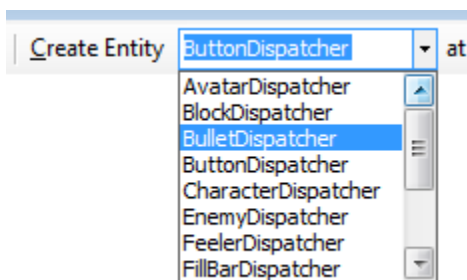 Create Entity ButtonDispatcher at
AvatarDispatcher
BlockDispatcher
BulletDispatcher
ButtonDispatcher
CharacterDispatcher
EnemyDispatcher
FeelerDispatcher
FillBarDispatcher